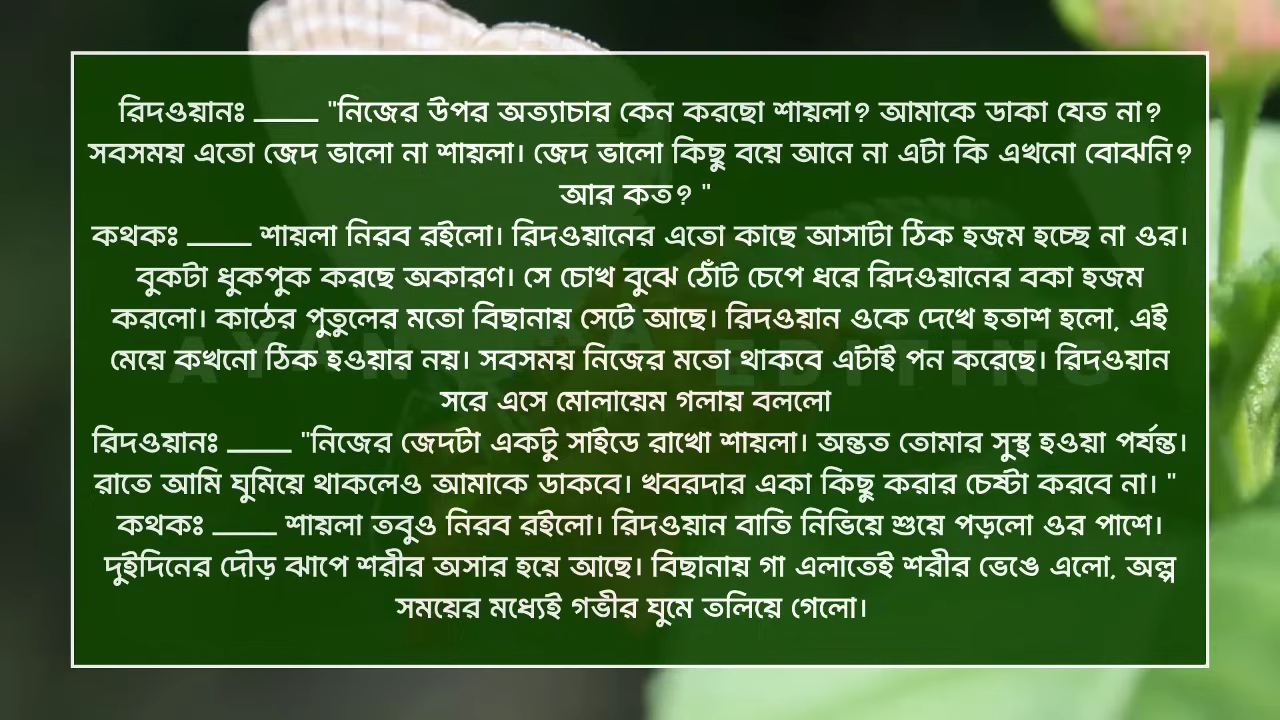 রিদওয়ানঃ ____ "নিজের উপর অত্যাচার কেন করছো শায়লা? আমাকে ডাকা যেত না?
সবসময় এতো জেদ ভালো না শায়লা। জেদ ভালো কিছু বয়ে আনে না এটা কি এখনো বোঝনি?
আর কত? "
কথকঃ ____ শায়লা নিরব রইলো। রিদওয়ানের এতো কাছে আসাটা ঠিক হজম হচ্ছে না ওর।
বুকটা ধুকপুক করছে অকারণ। সে চোখ বুঝে ঠোঁট চেপে ধরে রিদওয়ানের বকা হজম
করলো। কাঠের পুতুলের মতো বিছানায় সেটে আছে। রিদওয়ান ওকে দেখে হতাশ হলো, এই
মেয়ে কখনো ঠিক হওয়ার নয়। সবসময় নিজের মতো থাকবে এটাই পন করেছে। রিদওয়ান
সরে এসে মোলায়েম গলায় বললো
রিদওয়ানঃ ____ "নিজের জেদটা একটু সাইডে রাখো শায়লা। অন্তত তোমার সুস্থ হওয়া পর্যন্ত।
রাতে আমি ঘুমিয়ে থাকলেও আমাকে ডাকবে। খবরদার একা কিছু করার চেষ্টা করবে না। "
কথকঃ ____ শায়লা তবুও নিরব রইলো। রিদওয়ান বাতি নিভিয়ে শুয়ে পড়লো ওর পাশে।
দুইদিনের দৌড় ঝাপে শরীর অসার হয়ে আছে। বিছানায় গা এলাতেই শরীর ভেঙে এলো, অল্প
সময়ের মধ্যেই গভীর ঘুমে তলিয়ে গেলো।
EDITING